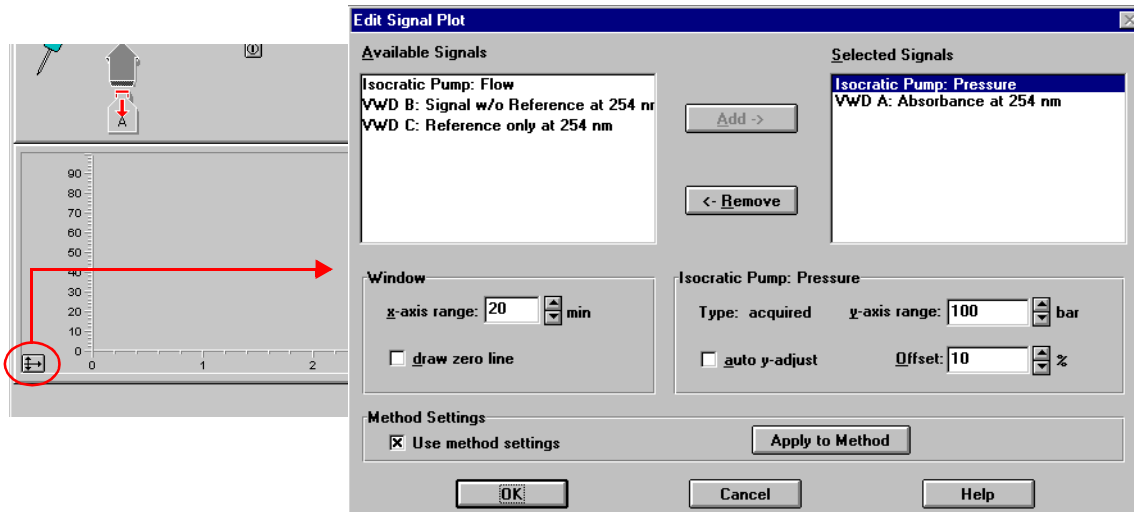 A
90
80
70
60
50
40
30
20
10
0
0 1 2
Edit Signal Plot
Available Signals
Isocratic Pump: Flow
VWD B: Signal w/o Reference at 254 nr
VWD C: Reference only at 254 nm
Add ->
<- Remove
Selected Signals
Isocratic Pump: Pressure
VWD A: Absorbance at 254 nm
Window
x-axis range: 20 min
draw zero line
Isocratic Pump: Pressure
Type: acquired y-axis range: 100 bar
auto y-adjust Offset: 10 %
Method Settings
Use method settings Apply to Method
OK Cancel Help